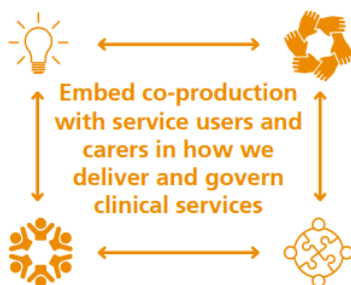 Embed co-production
with service users and
carers in how we
deliver and govern
clinical services